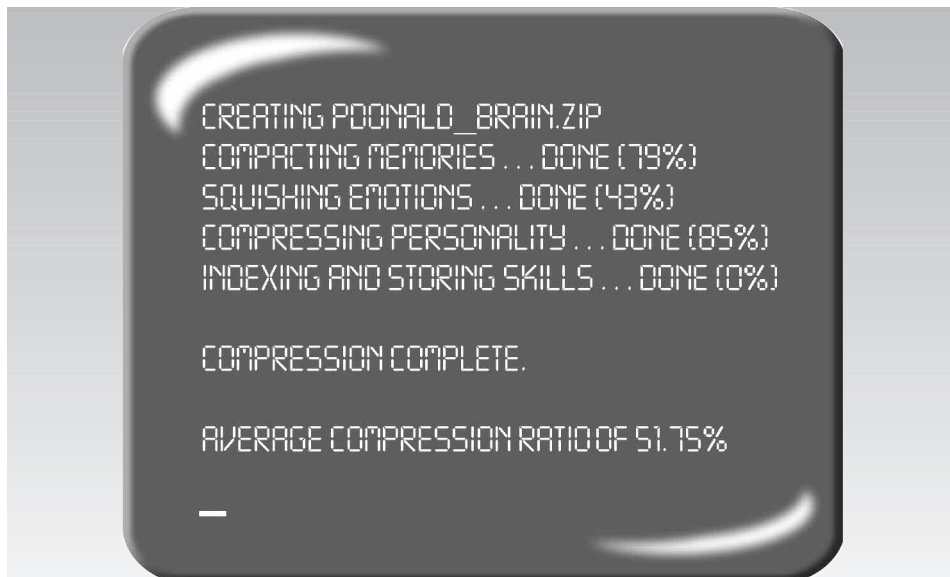 CREATING PDONALD_BRAIN.ZIP
COMPACTING MEMORIES . . . DONE (79%)
SQUISHING EMOTIONS . . . DONE (43%)
COMPRESSING PERSONALITY . . . DONE (85%)
INDEXING AND STORING SKILLS . . . DONE (0%)
COMPRESSION COMPLETE.
AVERAGE COMPRESSION RATIO OF 51.75%